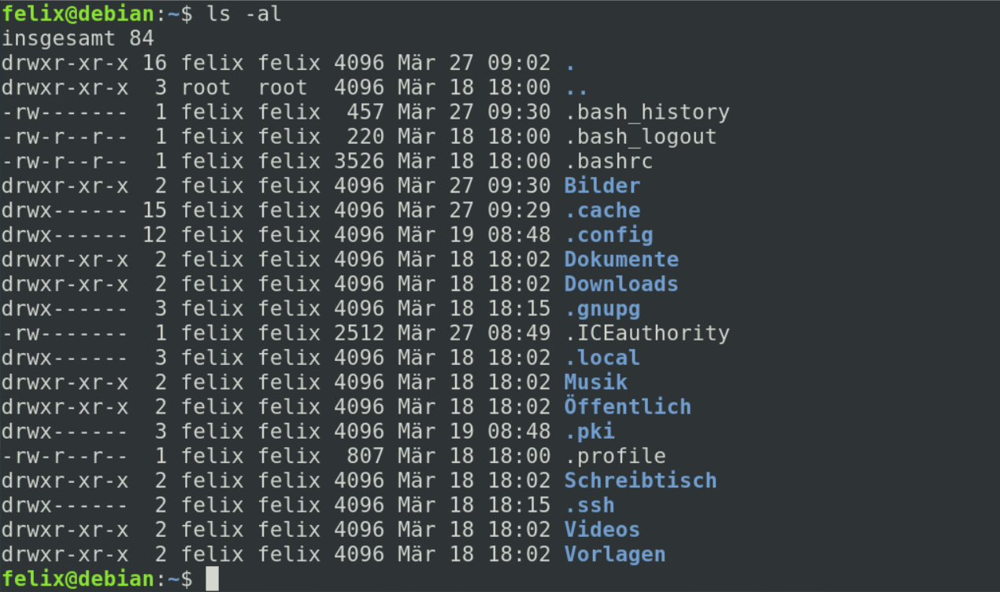 felix@debian:~$ ls -al
insgesamt 84
drwxr-xr-x 16 felix felix 4096 Mär 27 09:02 .
drwxr-xr-x  3 root  root  4096 Mär 18 18:00 ..
-rw-------  1 felix felix  457 Mär 27 09:30 .bash_history
-rw-r--r--  1 felix felix  220 Mär 18 18:00 .bash_logout
-rw-r--r--  1 felix felix 3526 Mär 18 18:00 .bashrc
drwxr-xr-x  2 felix felix 4096 Mär 27 09:30 Bilder
drwx------ 15 felix felix 4096 Mär 27 09:29 .cache
drwx------ 12 felix felix 4096 Mär 19 08:48 .config
drwxr-xr-x  2 felix felix 4096 Mär 18 18:02 Dokumente
drwxr-xr-x  2 felix felix 4096 Mär 18 18:02 Downloads
drwx------  3 felix felix 4096 Mär 18 18:15 .gnupg
-rw-------  1 felix felix 2512 Mär 27 08:49 .ICEauthority
drwx------  3 felix felix 4096 Mär 18 18:02 .local
drwxr-xr-x  2 felix felix 4096 Mär 18 18:02 Musik
drwxr-xr-x  2 felix felix 4096 Mär 18 18:02 Öffentlich
drwx------  3 felix felix 4096 Mär 19 08:48 .pki
-rw-r--r--  1 felix felix  807 Mär 18 18:00 .profile
drwxr-xr-x  2 felix felix 4096 Mär 18 18:02 Schreibtisch
drwx------  2 felix felix 4096 Mär 18 18:15 .ssh
drwxr-xr-x  2 felix felix 4096 Mär 18 18:02 Videos
drwxr-xr-x  2 felix felix 4096 Mär 18 18:02 Vorlagen
felix@debian:~$